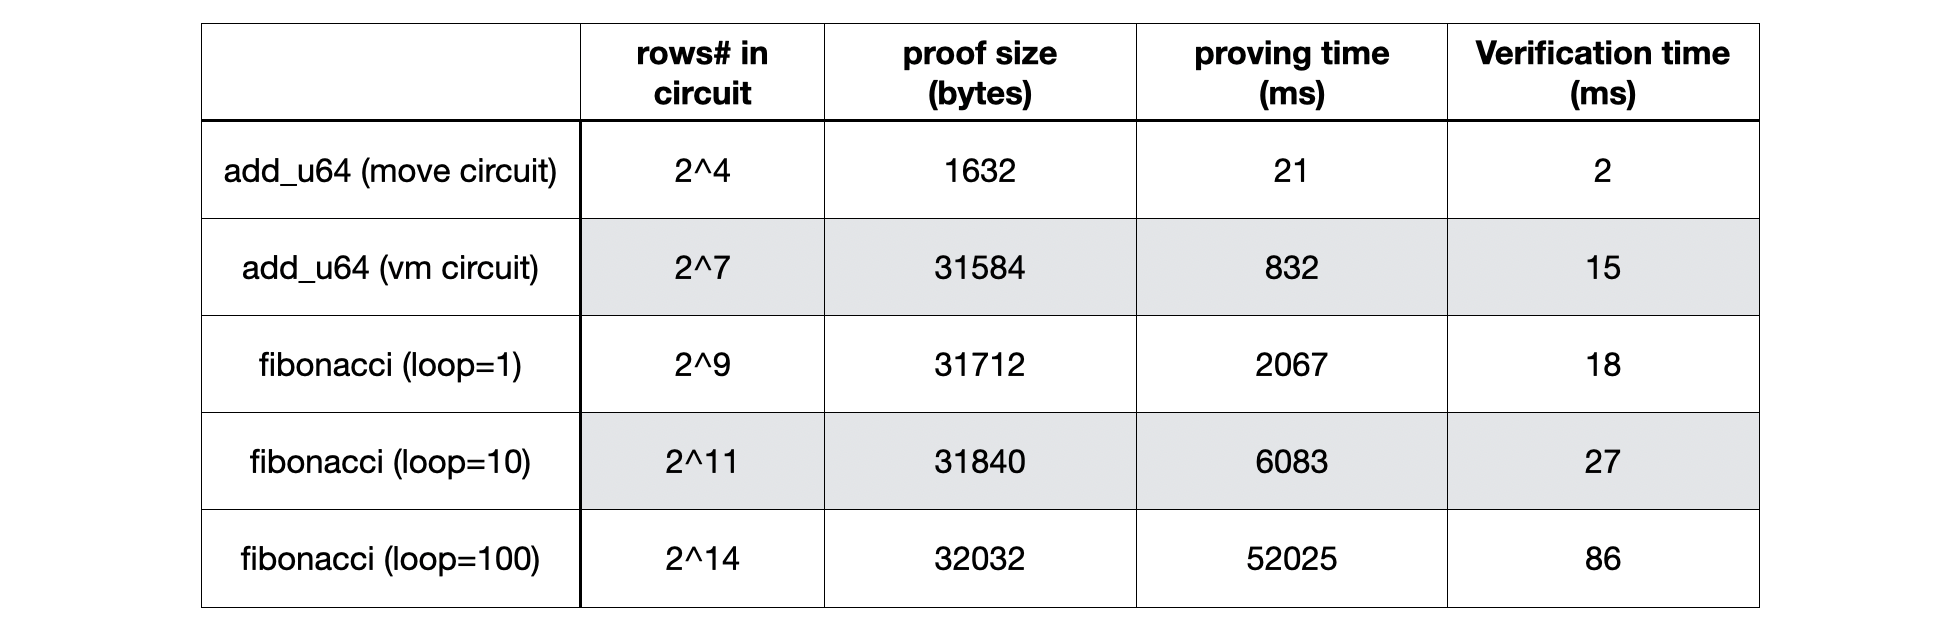 rows# in circuit proof size (bytes) proving time (ms) Verification time (ms)
add_u64 (move circuit) 2^4 1632 21 2
add_u64 (vm circuit) 2^7 31584 832 15
fibonacci (loop=1) 2^9 31712 2067 18
fibonacci (loop=10) 2^11 31840 6083 27
fibonacci (loop=100) 2^14 32032 52025 86